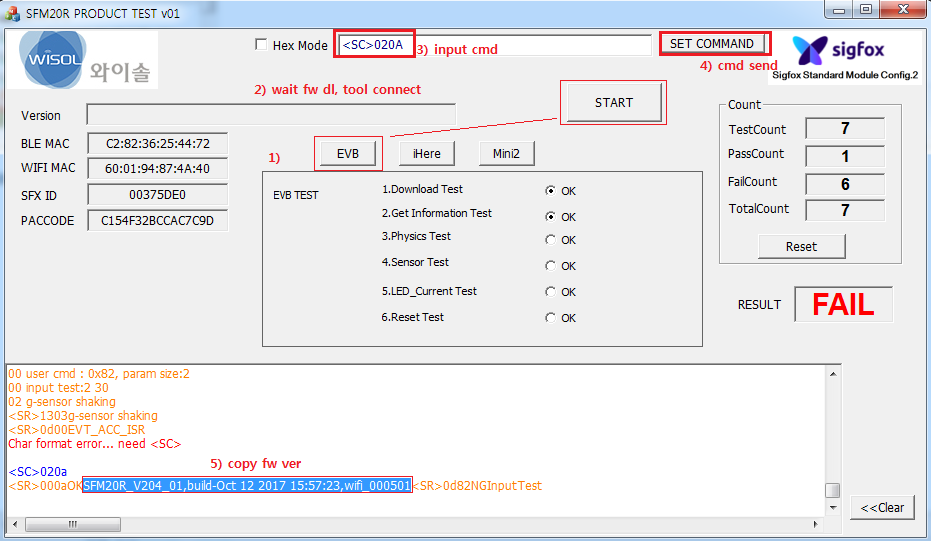 SFM20R PRODUCT TEST v01
WiSOL 와이솔
Hex Mode
<SC>020A
3) input cmd
SET COMMAND
4) cmd send
sigfox
Sigfox Standard Module Config.2
2) wait fw dl, tool connect
START
Version
BLE MAC C2:82:36:25:44:72
WIFI MAC 60:01:94:87:4A:40
SFX ID 00375DE0
PACCODE C154F32BCCAC7C9D
1)
EVB
iHere
Mini2
EVB TEST
1.Download Test OK
2.Get Information Test OK
3.Physics Test OK
4.Sensor Test OK
5.LED_Current Test OK
6.Reset Test OK
Count
TestCount 7
PassCount 1
FailCount 6
TotalCount 7
Reset
RESULT FAIL
00 user cmd : 0x82, param size:2
00 input test:2 30
02 g-sensor shaking
<SR>1303g-sensor shaking
<SR>0d00EVT_ACC_ISR
Char format error... need <SC>
5) copy fw ver
<SC>020a
<SR>000aOKSFM20R_V204_01,build-Oct 12 2017 15:57:23,wifi_000501<SR>0d82NGInputTest
<<Clear